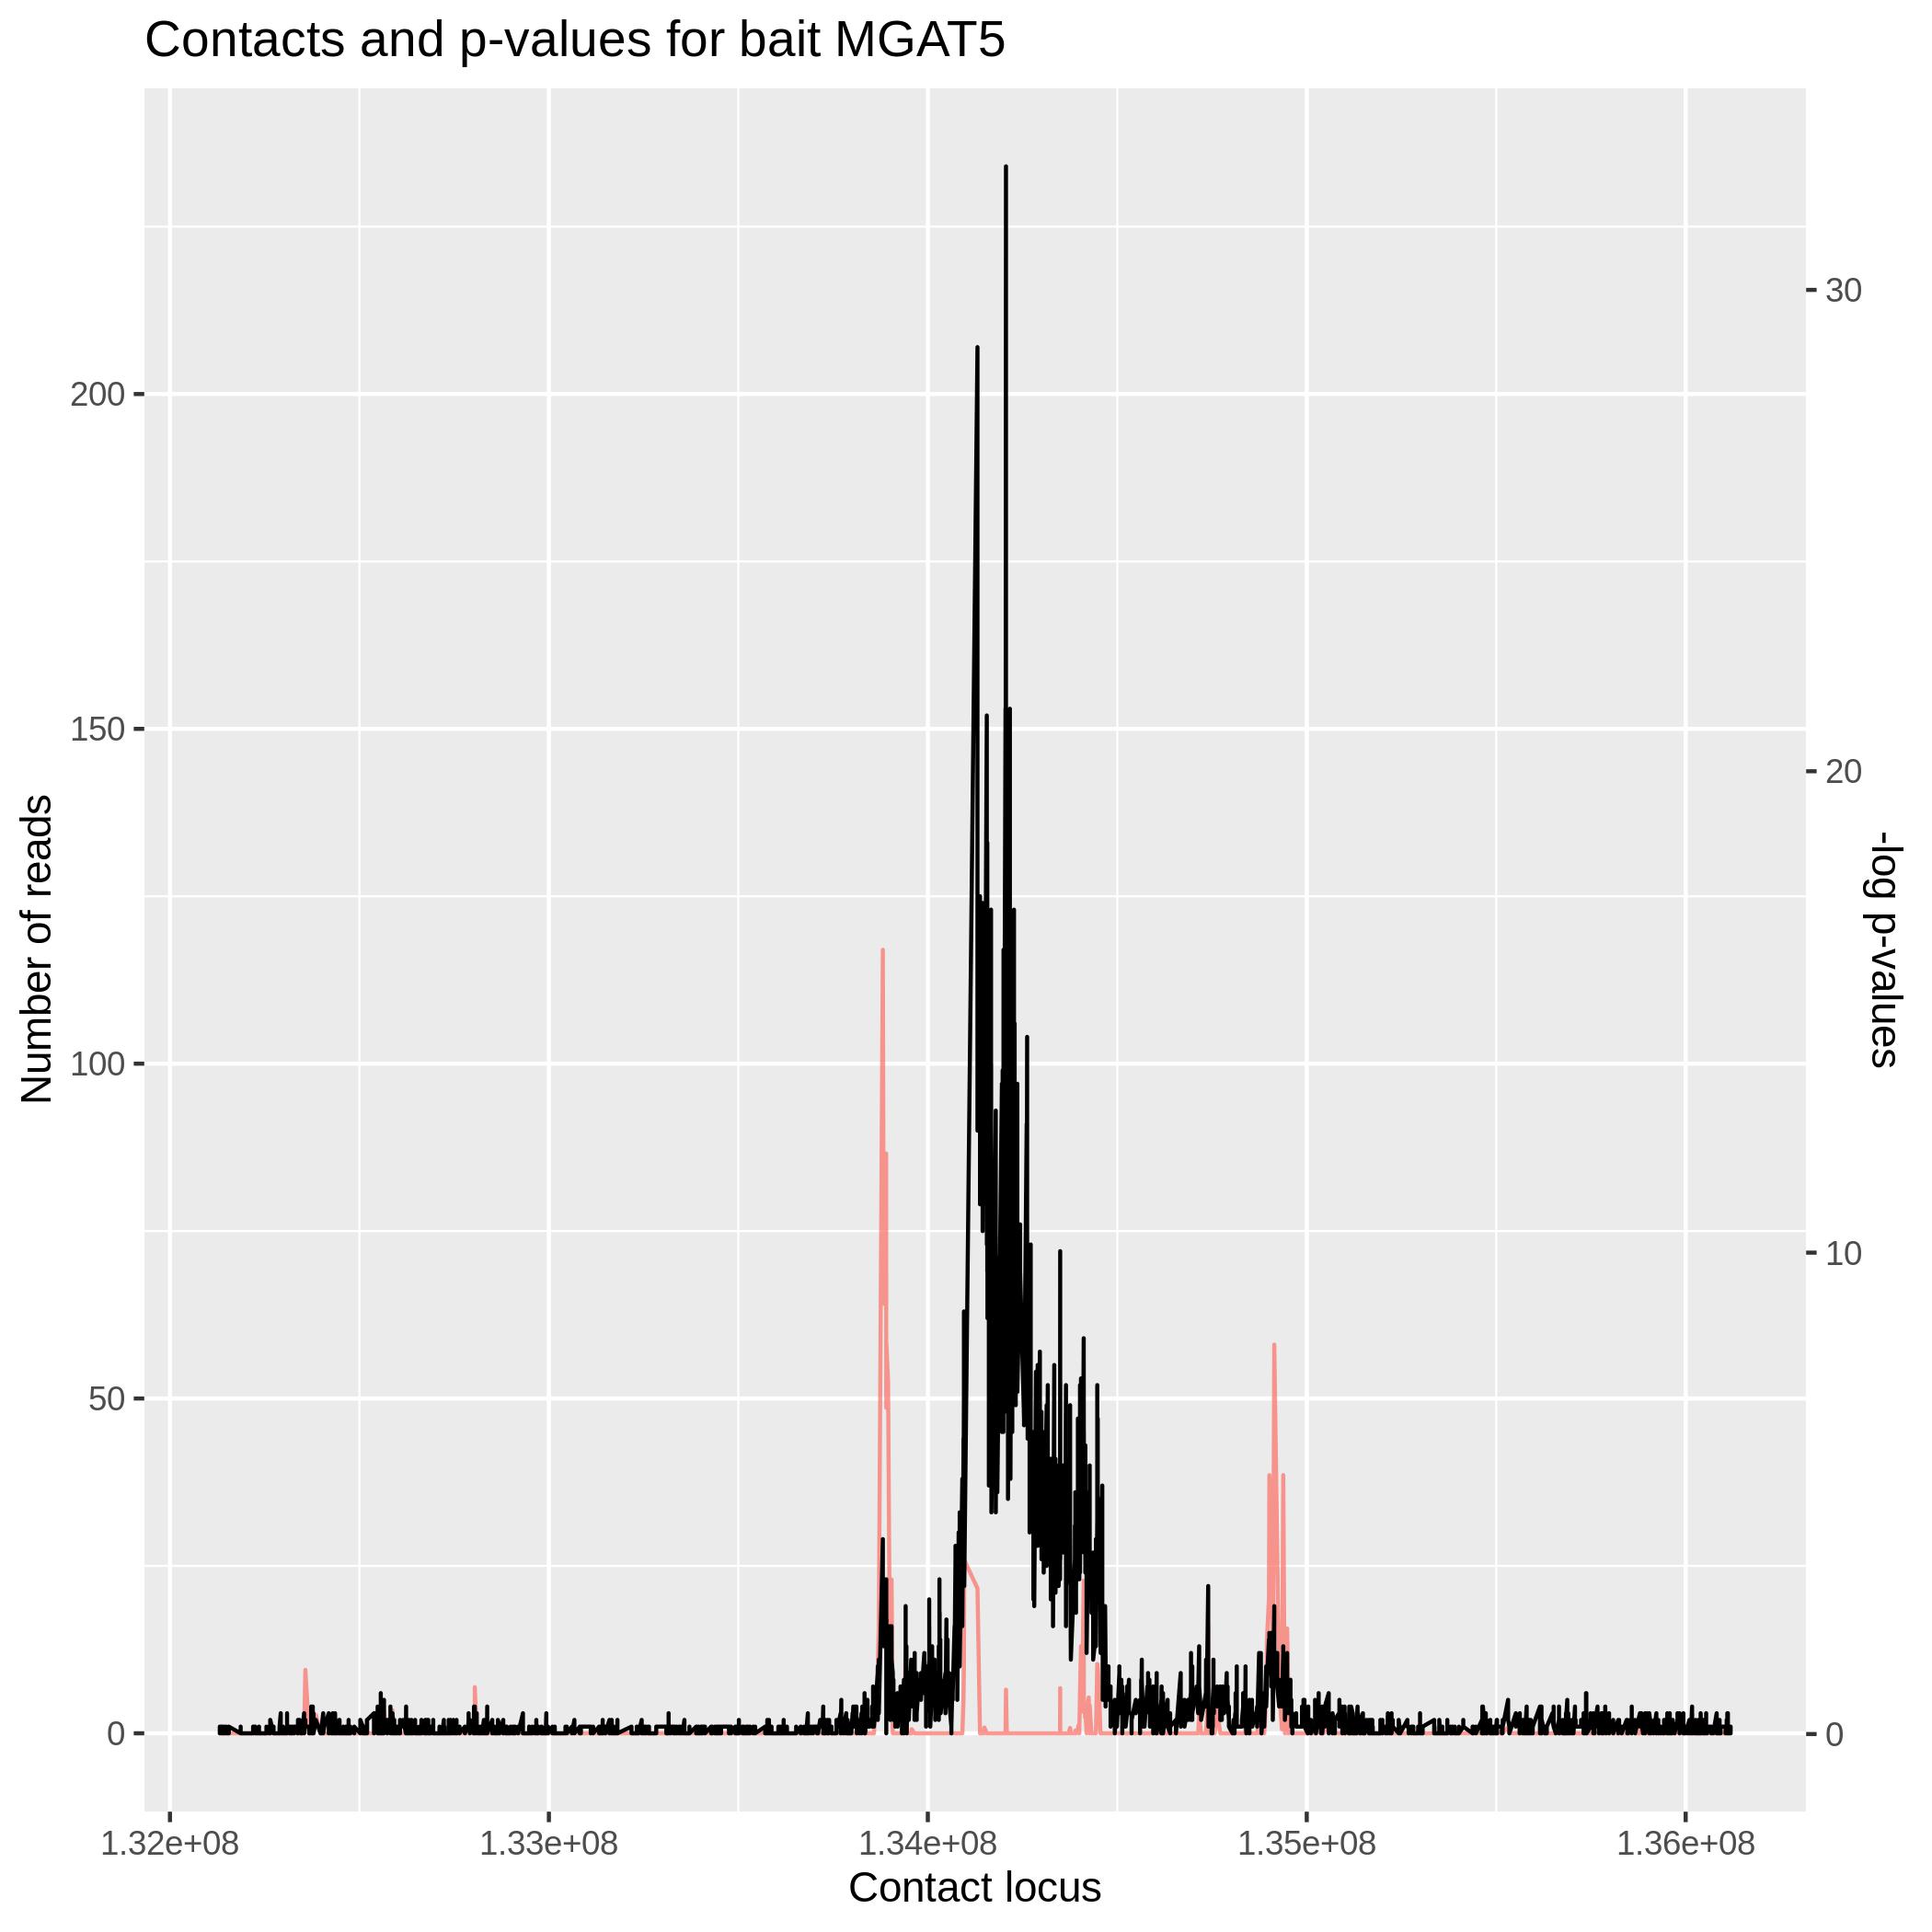 Contacts and p-values for bait MGAT5
Number of reads
200
150
100
50
0
30
20
10
0
-log p-values
1.32e+08 1.33e+08 1.34e+08 1.35e+08 1.36e+08
Contact locus